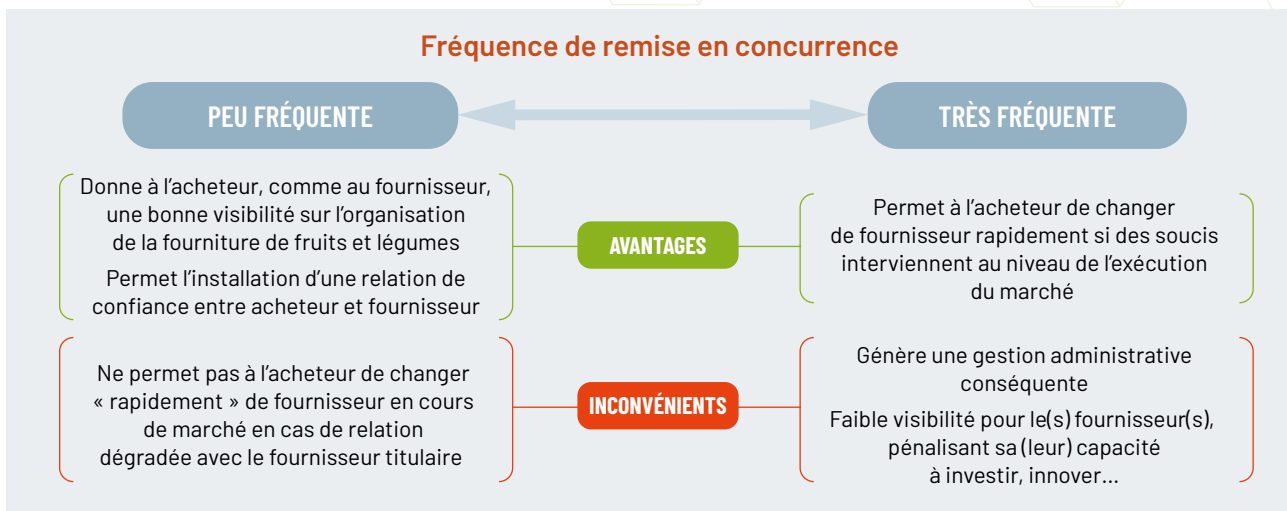 Fréquence de remise en concurrence
PEU FRÉQUENTE
TRÈS FRÉQUENTE
Donne à l’acheteur, comme au fournisseur,
une bonne visibilité sur l’organisation
de la fourniture de fruits et légumes
Permet l’installation d’une relation de
confiance entre acheteur et fournisseur
AVANTAGES
Permet à l’acheteur de changer
de fournisseur rapidement si des soucis
interviennent au niveau de l’exécution
du marché
Ne permet pas à l’acheteur de changer
« rapidement » de fournisseur en cours
de marché en cas de relation
dégradée avec le fournisseur titulaire
INCONVÉNIENTS
Génère une gestion administrative
conséquente
Faible visibilité pour le(s) fournisseur(s),
pénalisant sa (leur) capacité
à investir, innover...